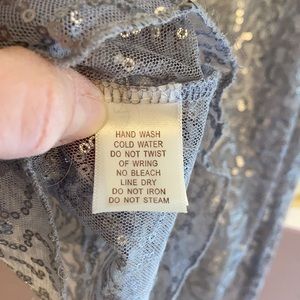 HAND WASH
COLD WATER
DO NOT TWIST
OF WRING
NO BLEACH
LINE DRY
DO NOT IRON
DO NOT STEAM